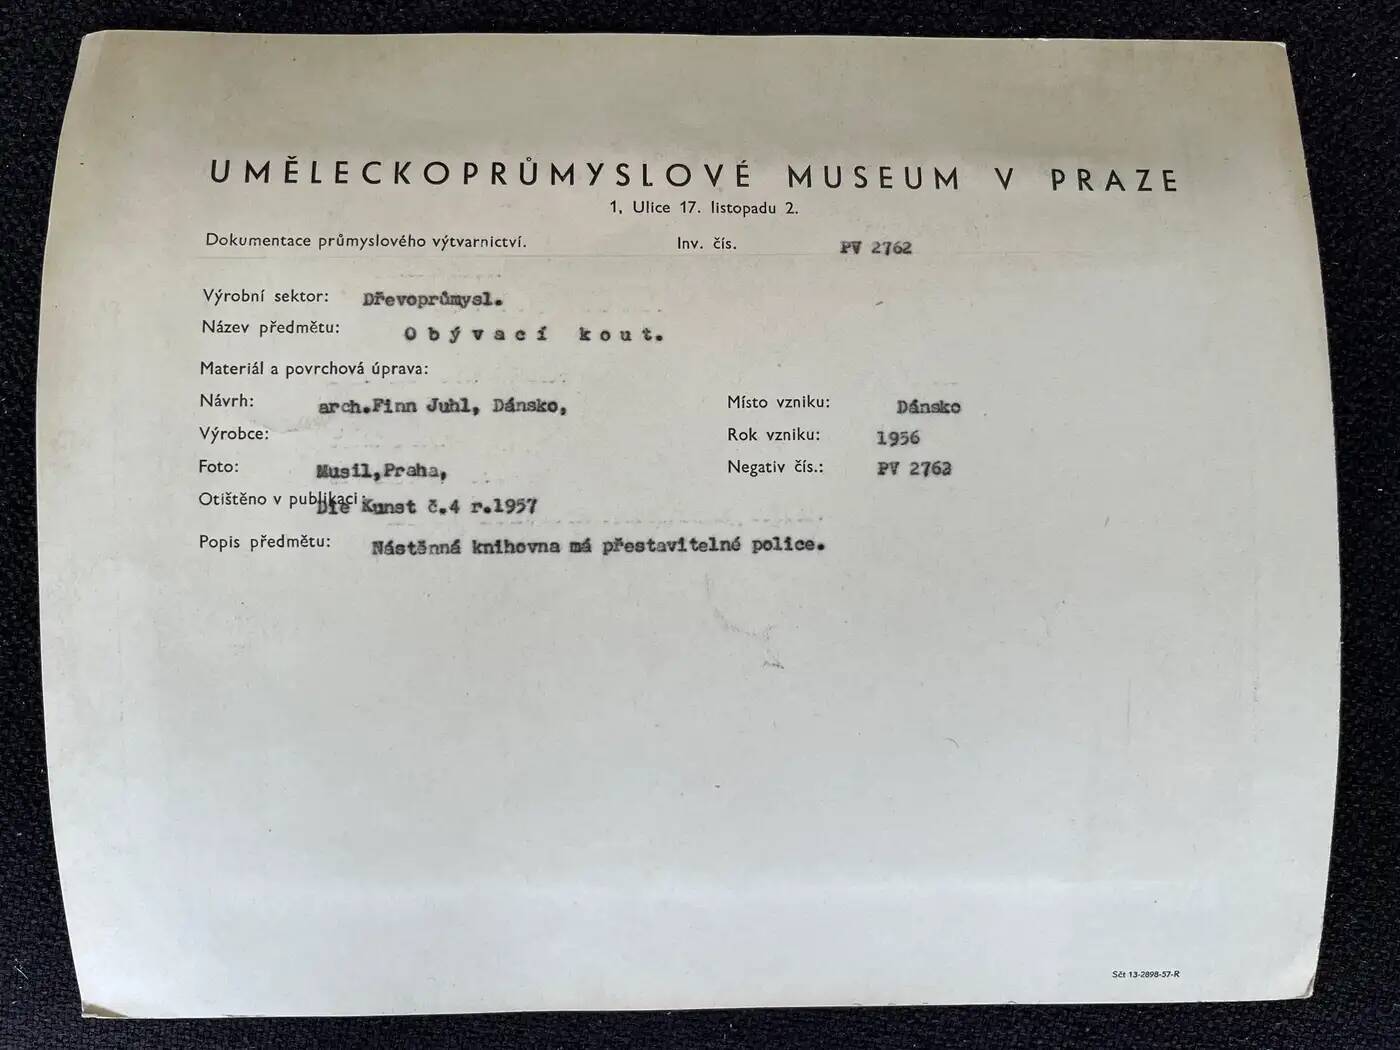 UMĚLECKOPRŮMYSLOVÉ MUSEUM V PRAZE
1, Ulice 17. listopadu 2.
Dokumentace průmyslového výtvarnictví. Inv. čís. PV 2762
Výrobní sektor: Dřevoprůmysl.
Název předmětu: Obývací kout.
Materiál a povrchová úprava:
Návrh: arch.Finn Juhl, Dánsko, Místo vzniku: Dánsko
Výrobce: Rok vzniku: 1956
Foto: Musil,Praha, Negativ čís.: PV 2762
Otištěno v publikaci: Die Kunst č.4 r.1957
Popis předmětu: Nástěnná knihovna má přestavitelné police.
Sčt 13-2898-57-R